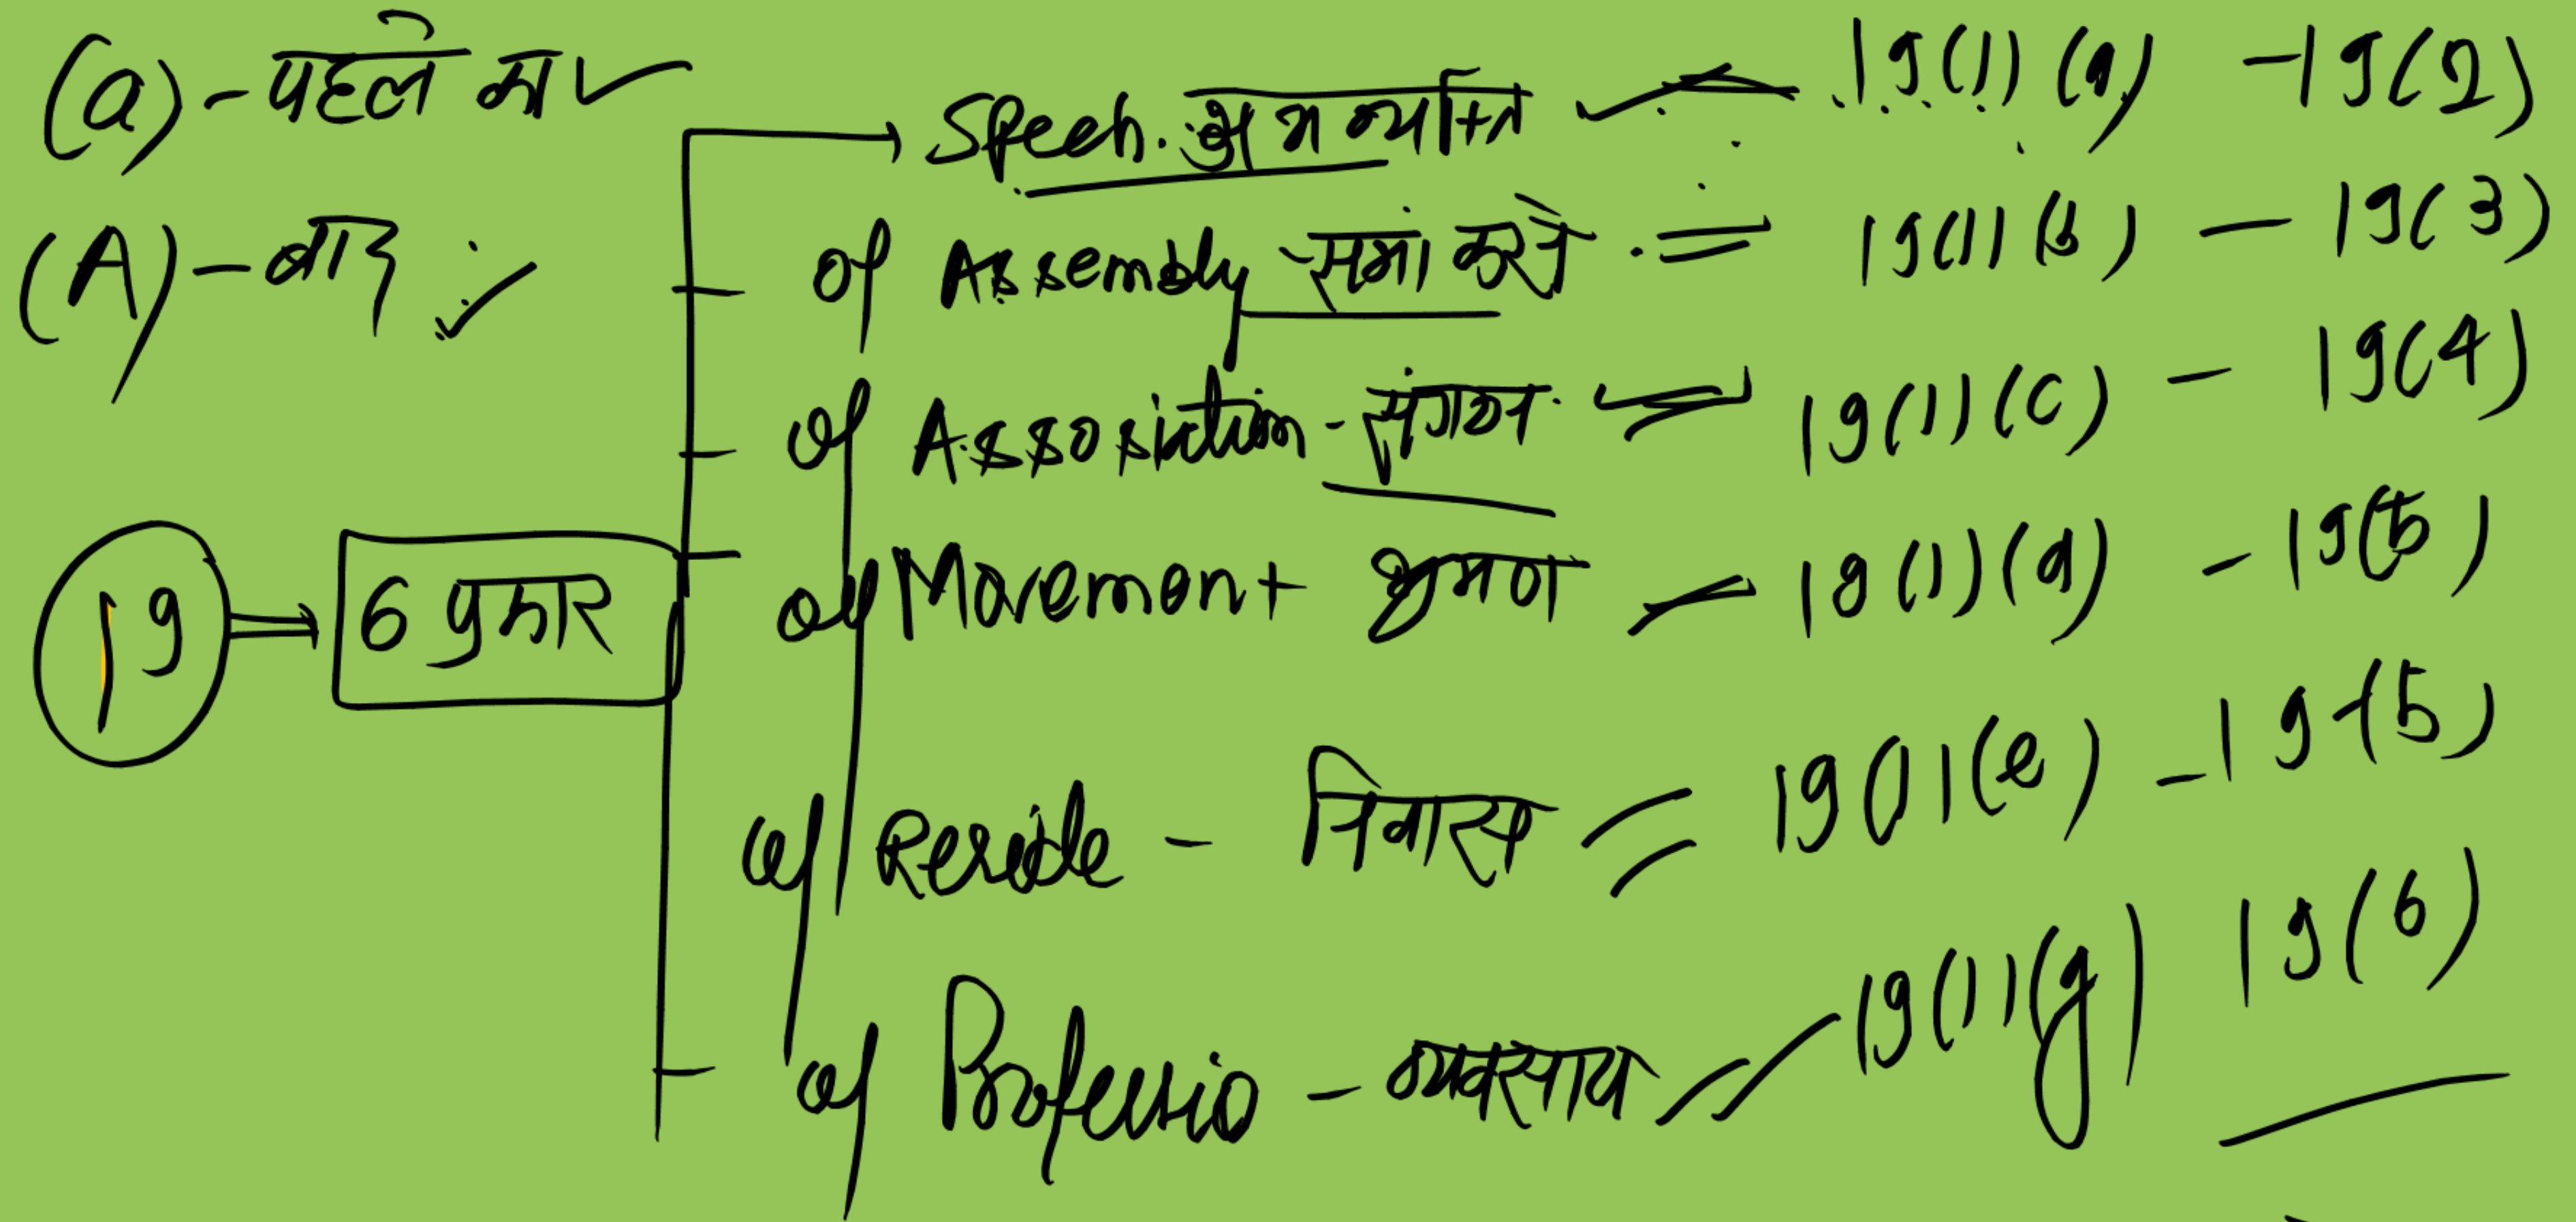 (a) - पहले का
(A) - बाद
19 ⇒ 6 प्रकार
Speech. अभिव्यक्ति 19(1)(a) - 19(2)
of Assembly - सभा करने 19(1)(b) - 19(3)
of Assosiation - संगठन 19(1)(c) - 19(4)
of Movement भ्रमण 19(1)(d) - 19(5)
of Reside - निवास 19(1)(e) - 19(5)
of Professio - व्यवसाय 19(1)(g) 19(6)